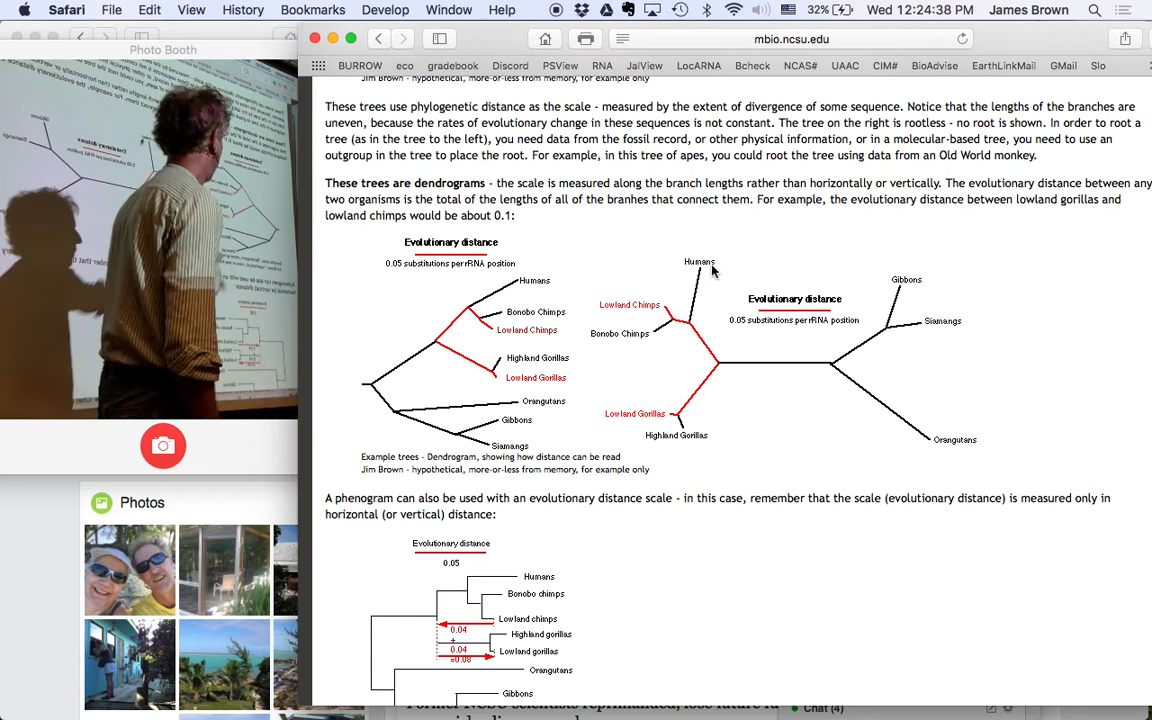 Safari File Edit View History Bookmarks Develop Window Help 32% Wed 12:24:38 PM James Brown
Photo Booth
mbio.ncsu.edu
BURROW eco gradebook Discord PSView RNA JalView LocARNA Bcheck NCAS# UAAC CIM# BioAdvise EarthLinkMail GMail Slo
Jim Brown - hypothetical, more-or-less from memory, for example only
These trees use phylogenetic distance as the scale - measured by the extent of divergence of some sequence. Notice that the lengths of the branches are
uneven, because the rates of evolutionary change in these sequences is not constant. The tree on the right is rootless - no root is shown. In order to root a
tree (as in the tree to the left), you need data from the fossil record, or other physical information, or in a molecular-based tree, you need to use an
outgroup in the tree to place the root. For example, in this tree of apes, you could root the tree using data from an Old World monkey.
These trees are dendrograms - the scale is measured along the branch lengths rather than horizontally or vertically. The evolutionary distance between any
two organisms is the total of the lengths of all of the branhes that connect them. For example, the evolutionary distance between lowland gorillas and
lowland chimps would be about 0.1:
Evolutionary distance
0.05 substitutions per rRNA position
Humans
Bonobo Chimps
Lowland Chimps
Highland Gorillas
Lowland Gorillas
Orangutans
Gibbons
Siamangs
Humans
Lowland Chimps
Bonobo Chimps
Evolutionary distance
0.05 substitutions per rRNA position
Gibbons
Siamangs
Lowland Gorillas
Highland Gorillas
Orangutans
Example trees - Dendrogram, showing how distance can be read
Jim Brown - hypothetical, more-or-less from memory, for example only
A phenogram can also be used with an evolutionary distance scale - in this case, remember that the scale (evolutionary distance) is measured only in
horizontal (or vertical) distance:
Evolutionary distance
0.05
Humans
Bonobo chimps
Lowland chimps
0.04
+
Highland gorillas
0.04
Lowland gorillas
=0.08
Orangutans
Gibbons
Photos
Chat (4)